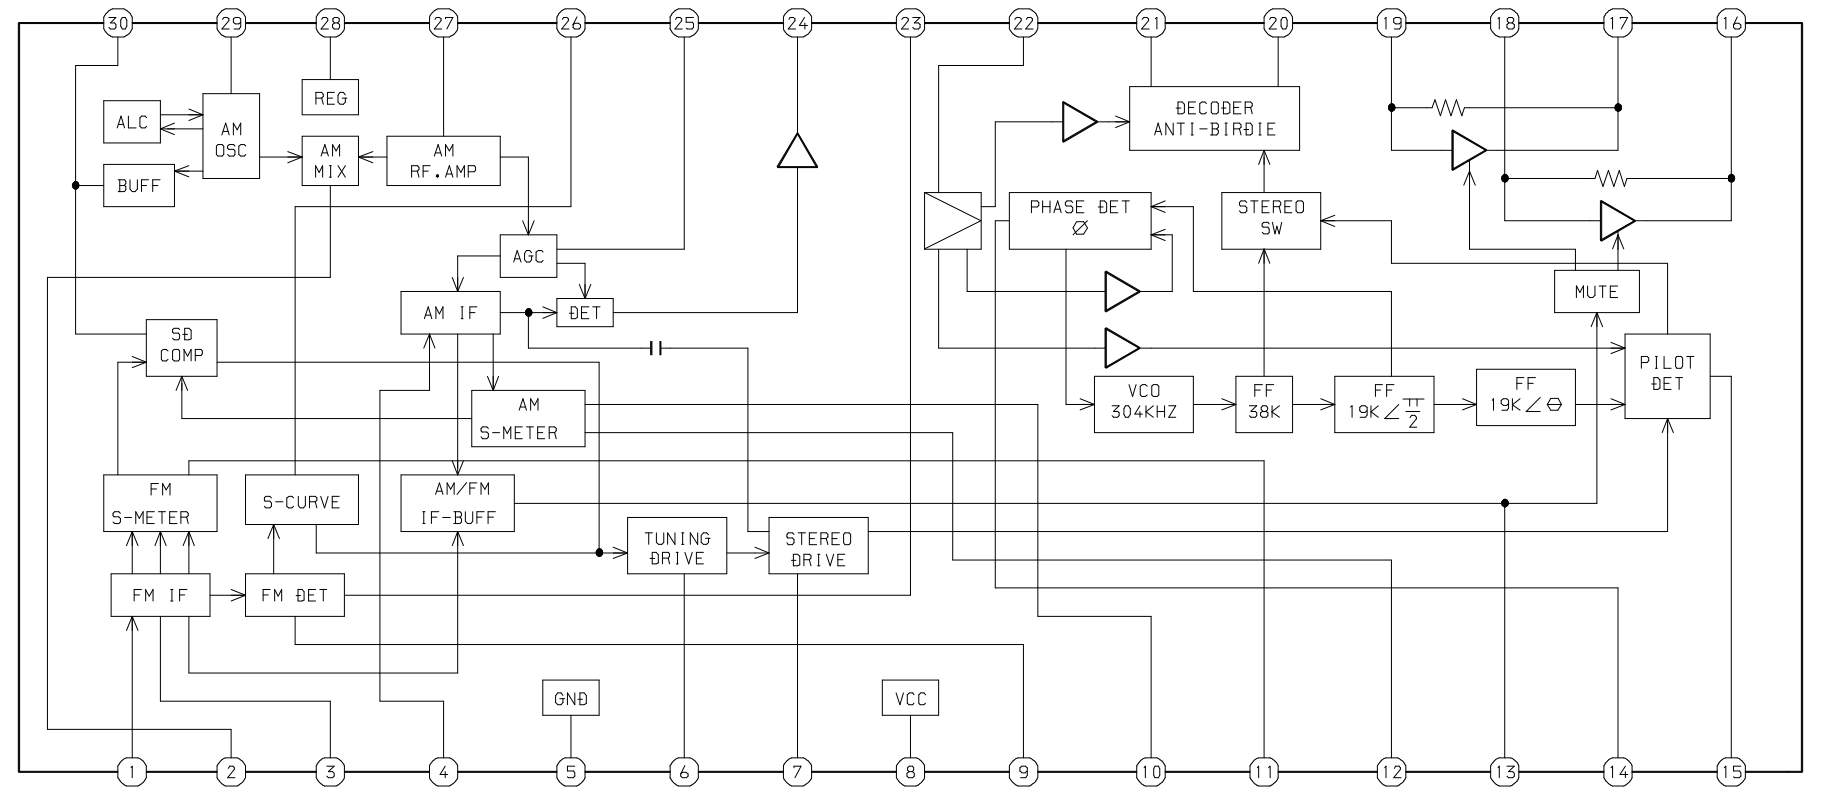 30 29 28 27 26 25 24 23 22 21 20 19 18 17 16
REG
ALC
AM
OSC
BUFF
AM
MIX
AM
RF.AMP
AGC
AM IF
DET
SD
COMP
AM
S-METER
FM
S-METER
S-CURVE
AM/FM
IF-BUFF
TUNING
DRIVE
STEREO
DRIVE
FM IF
FM DET
GND
VCC
DECODER
ANTI-BIRDIE
PHASE DET
Ø
STEREO
SW
MUTE
PILOT
DET
VCO
304KHZ
FF
38K
FF
19K∠π/2
FF
19K∠θ
1 2 3 4 5 6 7 8 9 10 11 12 13 14 15